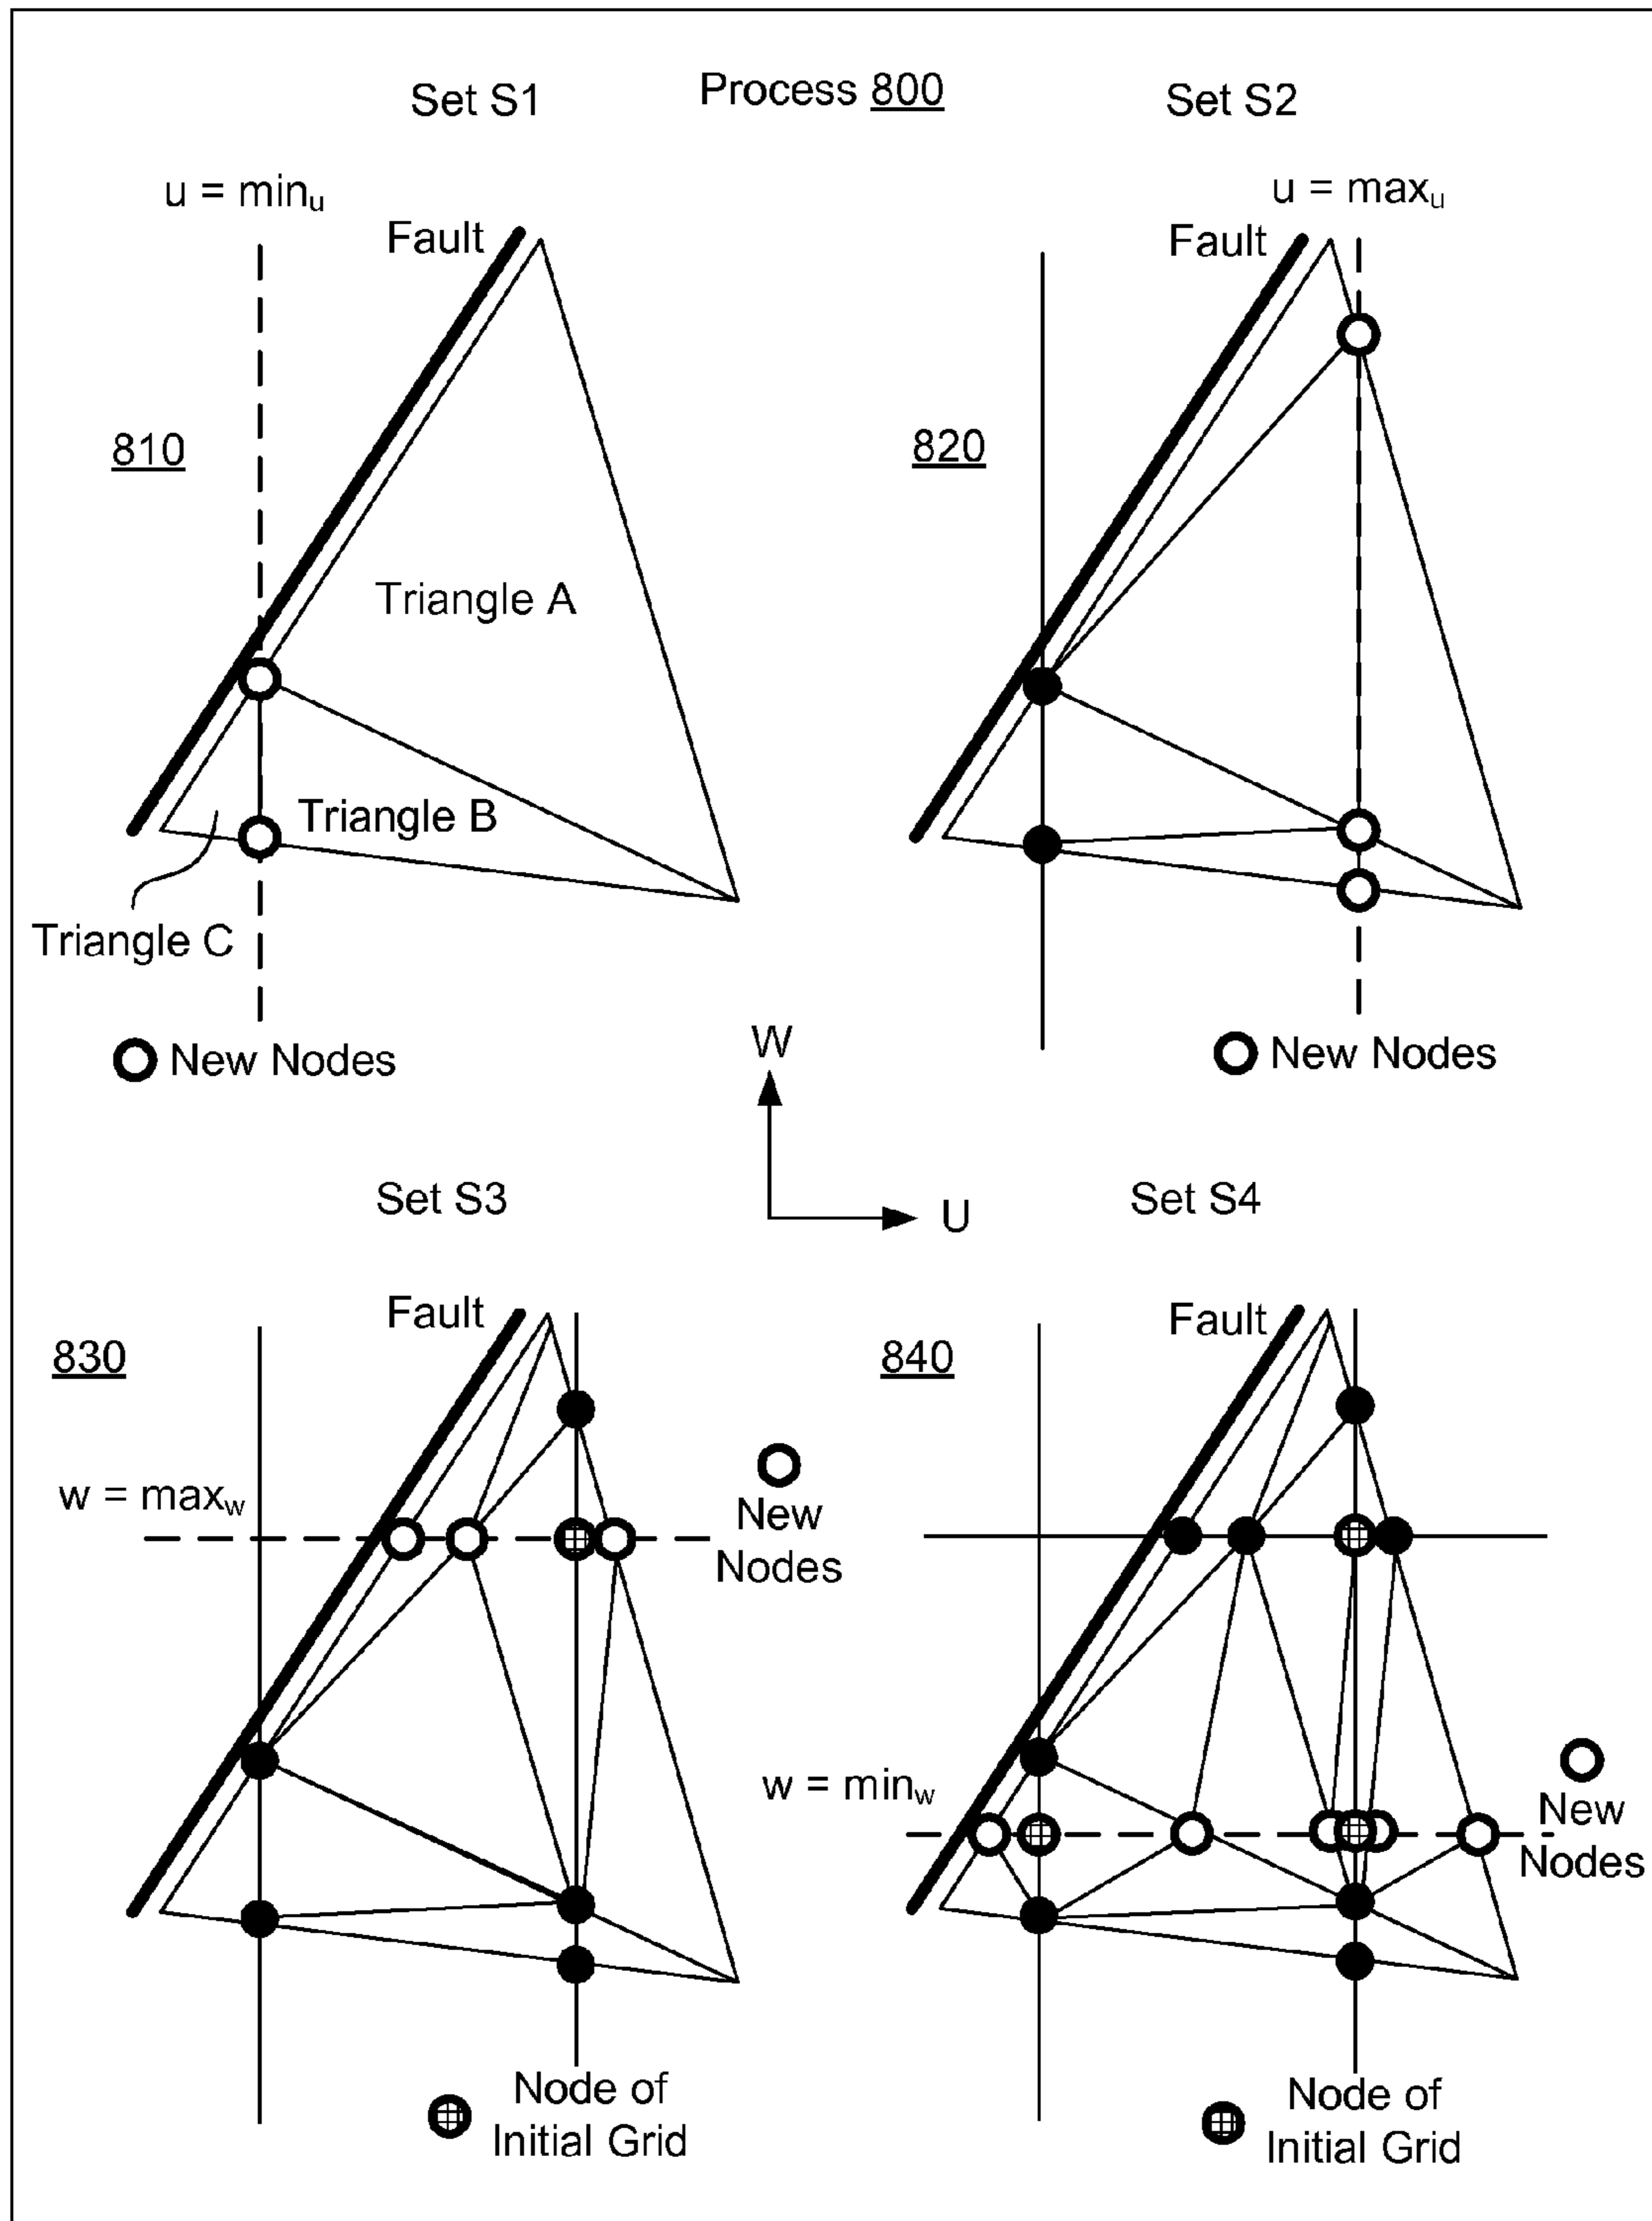 Process 800
Set S1
Set S2
u = minᵤ
u = maxᵤ
Fault
Fault
810
820
Triangle A
Triangle B
Triangle C
New Nodes
New Nodes
W
U
Set S3
Set S4
Fault
Fault
830
840
w = max_w
New
Nodes
w = min_w
New
Nodes
Node of
Initial Grid
Node of
Initial Grid